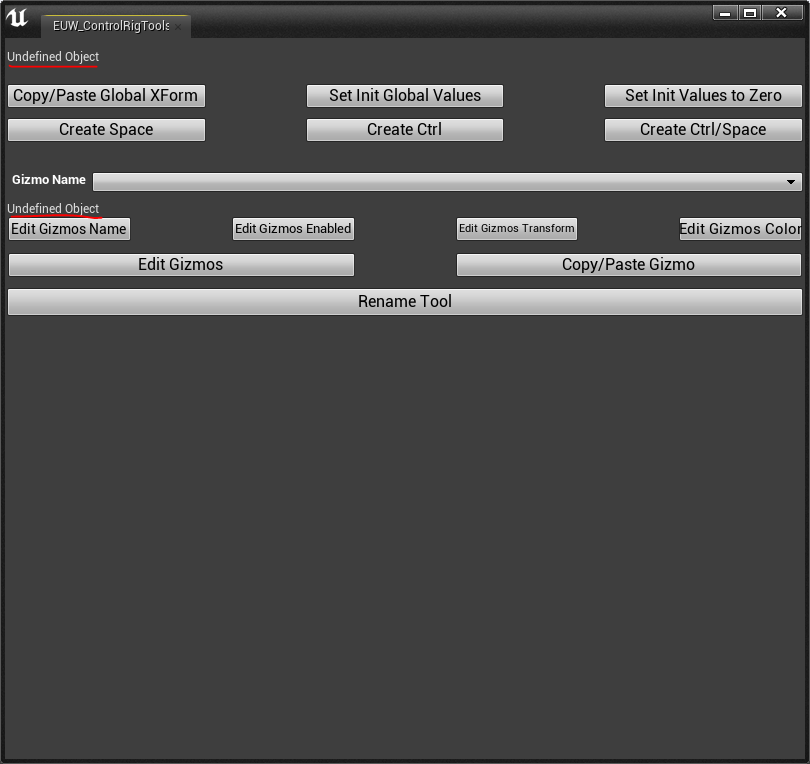 EUW_ControlRigTools
Undefined Object
Copy/Paste Global XForm Set Init Global Values Set Init Values to Zero
Create Space Create Ctrl Create Ctrl/Space
Gizmo Name
Undefined Object
Edit Gizmos Name Edit Gizmos Enabled Edit Gizmos Transform Edit Gizmos Color
Edit Gizmos Copy/Paste Gizmo
Rename Tool